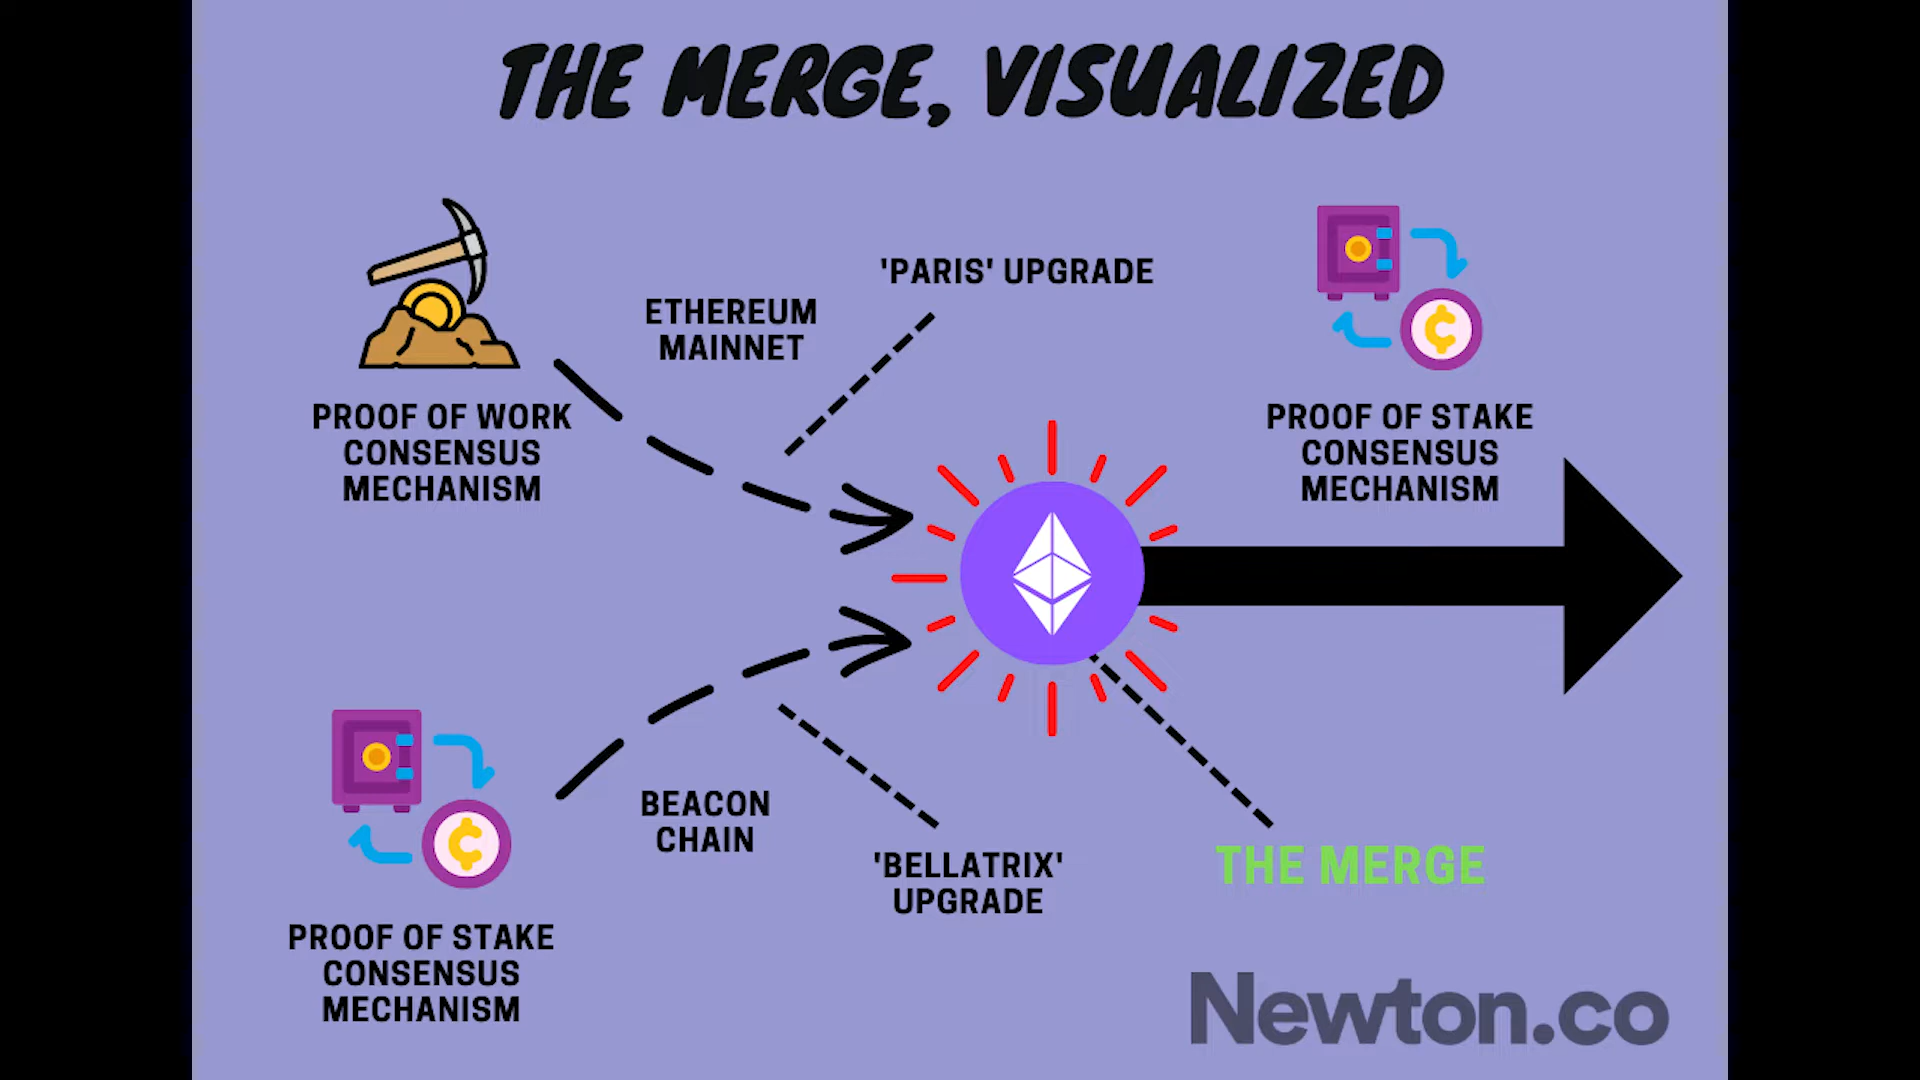 THE MERGE, VISUALIZED
'PARIS' UPGRADE
ETHEREUM
MAINNET
PROOF OF WORK
CONSENSUS
MECHANISM
PROOF OF STAKE
CONSENSUS
MECHANISM
BEACON
CHAIN
'BELLATRIX'
UPGRADE
THE MERGE
PROOF OF STAKE
CONSENSUS
MECHANISM
Newton.co